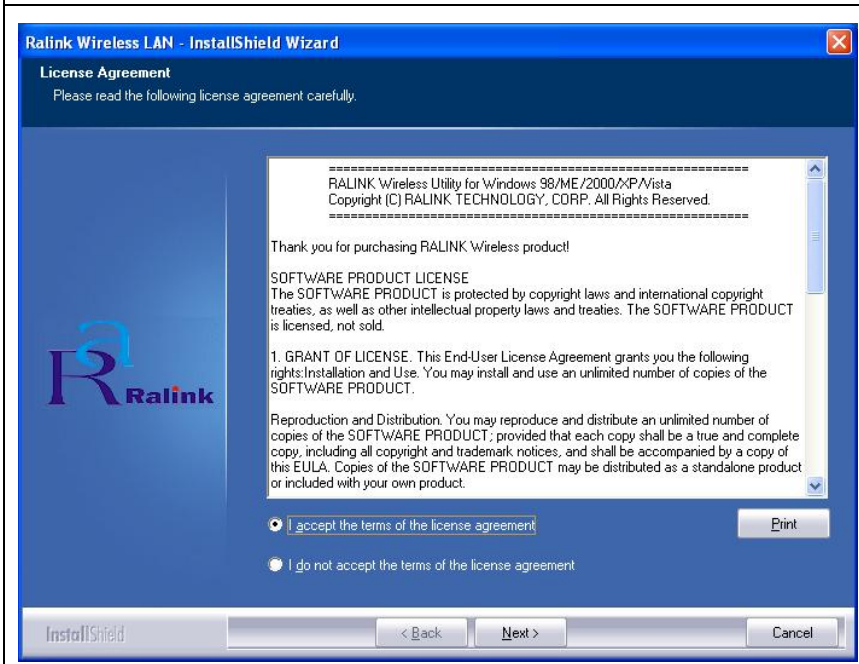 Ralink Wireless LAN - InstallShield Wizard
License Agreement
Please read the following license agreement carefully.
=========================================================
RALINK Wireless Utility for Windows 98/ME/2000/XP/Vista
Copyright (C) RALINK TECHNOLOGY, CORP. All Rights Reserved.
=========================================================
Thank you for purchasing RALINK Wireless product!
SOFTWARE PRODUCT LICENSE
The SOFTWARE PRODUCT is protected by copyright laws and international copyright
treaties, as well as other intellectual property laws and treaties. The SOFTWARE PRODUCT
is licensed, not sold.
1. GRANT OF LICENSE. This End-User License Agreement grants you the following
rights:Installation and Use. You may install and use an unlimited number of copies of the
SOFTWARE PRODUCT.
Reproduction and Distribution. You may reproduce and distribute an unlimited number of
copies of the SOFTWARE PRODUCT; provided that each copy shall be a true and complete
copy, including all copyright and trademark notices, and shall be accompanied by a copy of
this EULA. Copies of the SOFTWARE PRODUCT may be distributed as a standalone product
or included with your own product.
Ra Ralink
I accept the terms of the license agreement
Print
I do not accept the terms of the license agreement
InstallShield
< Back
Next >
Cancel